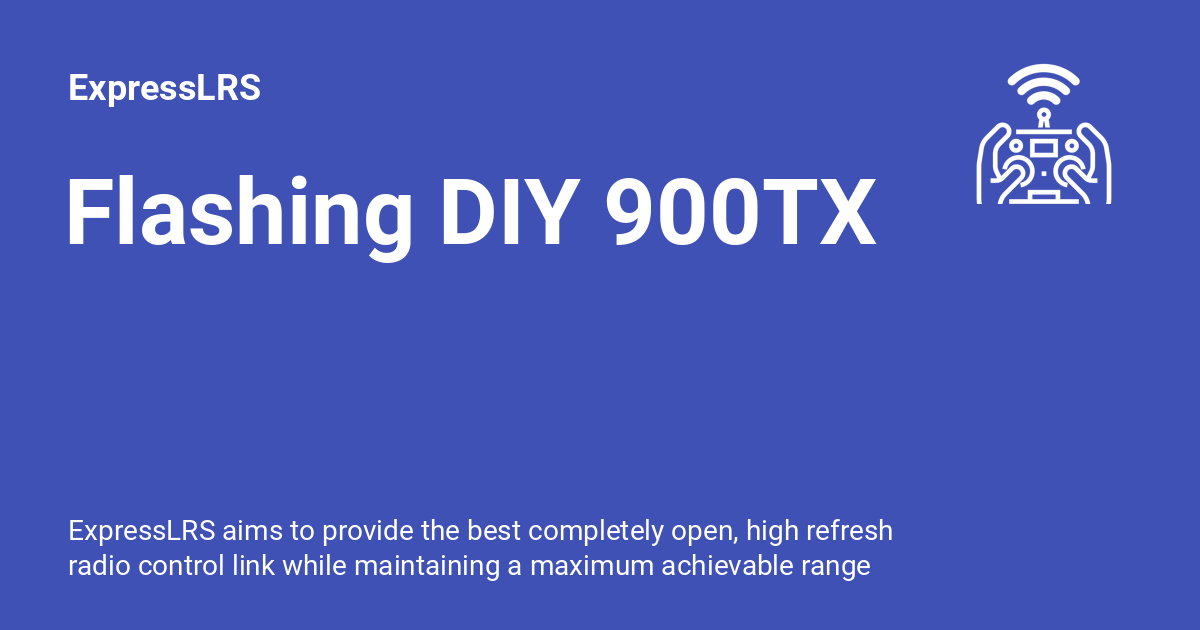 ExpressLRS
Flashing DIY 900TX
ExpressLRS aims to provide the best completely open, high refresh
radio control link while maintaining a maximum achievable range